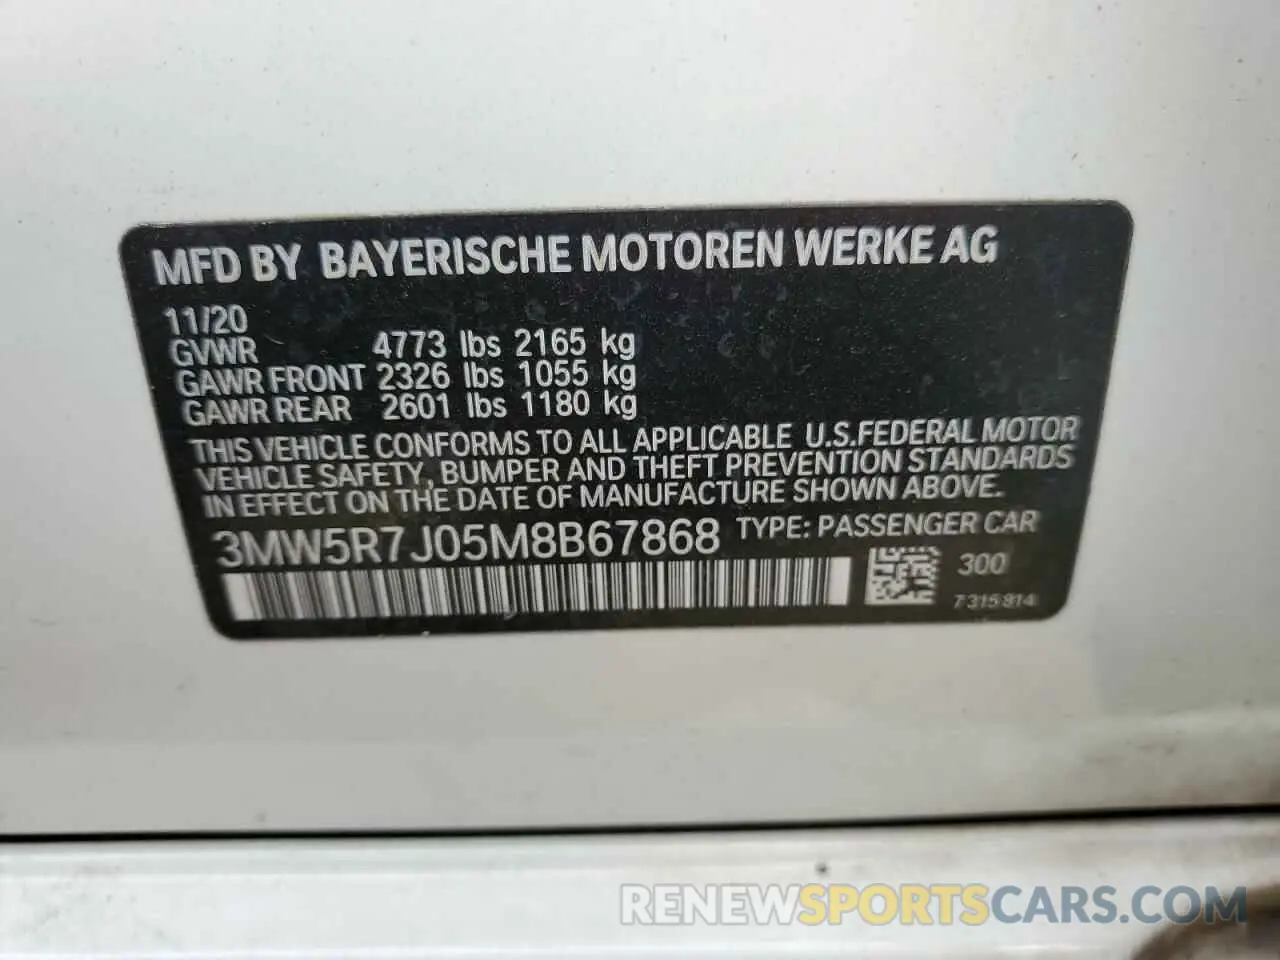 MFD BY BAYERISCHE MOTOREN WERKE AG
11/20
GVWR 4773 lbs 2165 kg
GAWR FRONT 2326 lbs 1055 kg
GAWR REAR 2601 lbs 1180 kg
THIS VEHICLE CONFORMS TO ALL APPLICABLE U.S.FEDERAL MOTOR
VEHICLE SAFETY, BUMPER AND THEFT PREVENTION STANDARDS
IN EFFECT ON THE DATE OF MANUFACTURE SHOWN ABOVE.
3MW5R7J05M8B67868 TYPE: PASSENGER CAR
300
7315814
RENEWSPORTSCARS.COM